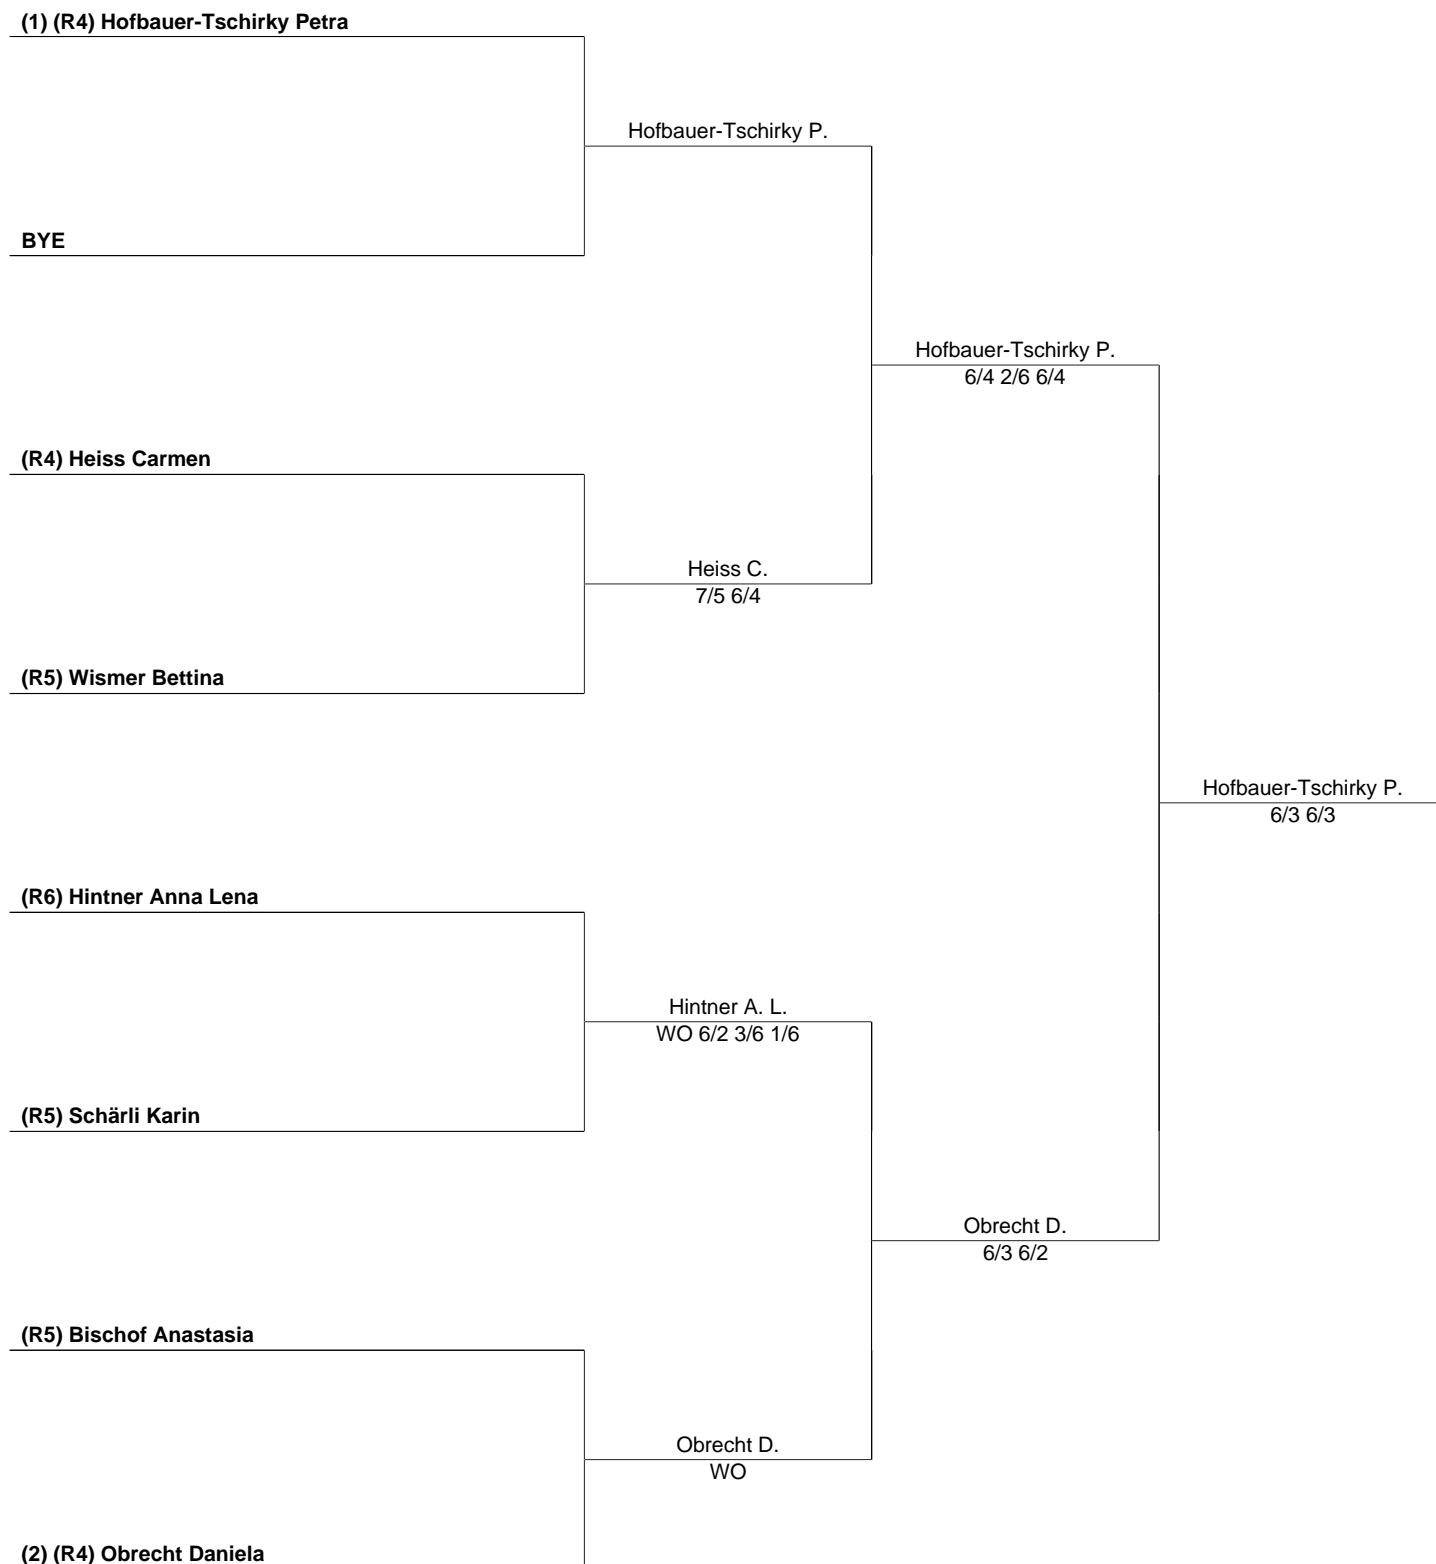 (1) (R4) Hofbauer-Tschirky Petra
Hofbauer-Tschirky P.
BYE
Hofbauer-Tschirky P.
6/4 2/6 6/4
(R4) Heiss Carmen
Heiss C.
7/5 6/4
(R5) Wismer Bettina
Hofbauer-Tschirky P.
6/3 6/3
(R6) Hintner Anna Lena
Hintner A. L.
WO 6/2 3/6 1/6
(R5) Schärli Karin
Obrecht D.
6/3 6/2
(R5) Bischof Anastasia
Obrecht D.
WO
(2) (R4) Obrecht Daniela